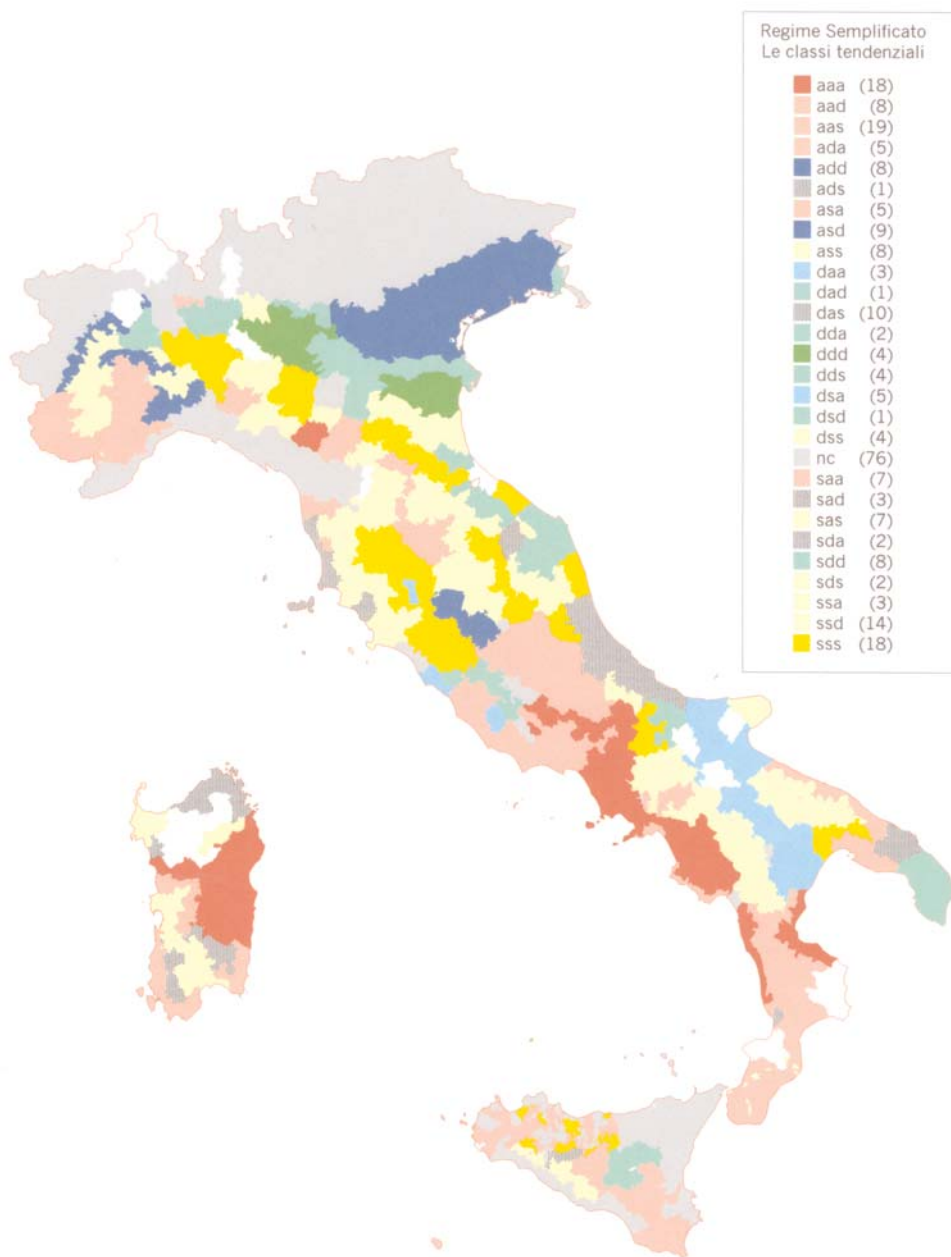 Regime Semplificato
Le classi tendenziali
aaa (18)
aad (8)
aas (19)
ada (5)
add (8)
ads (1)
asa (5)
asd (9)
ass (8)
daa (3)
dad (1)
das (10)
dda (2)
ddd (4)
dds (4)
dsa (5)
dsd (1)
dss (4)
nc (76)
saa (7)
sad (3)
sas (7)
sda (2)
sdd (8)
sds (2)
ssa (3)
ssd (14)
sss (18)